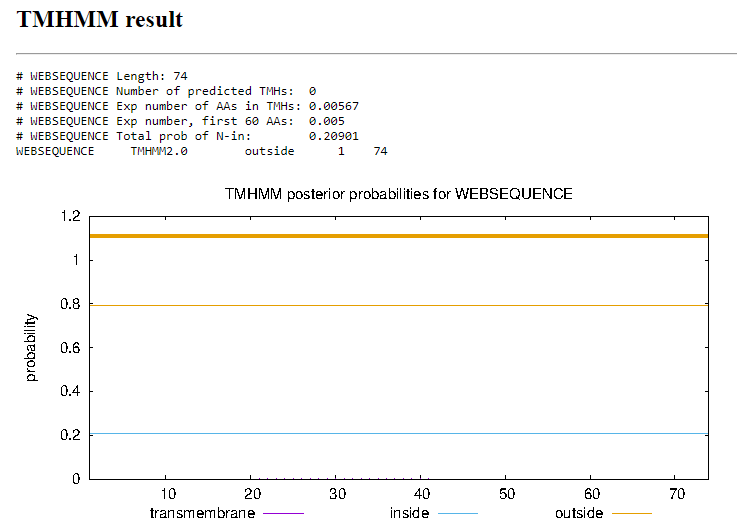 TMHMM result
# WEBSEQUENCE Length: 74
# WEBSEQUENCE Number of predicted TMHs: 0
# WEBSEQUENCE Exp number of AAs in TMHs: 0.00567
# WEBSEQUENCE Exp number, first 60 AAs: 0.005
# WEBSEQUENCE Total prob of N-in: 0.20901
WEBSEQUENCE TMHMM2.0 outside 1 74
TMHMM posterior probabilities for WEBSEQUENCE
1.2
1
0.8
0.6
0.4
0.2
0
probability
10 20 30 40 50 60 70
transmembrane inside outside